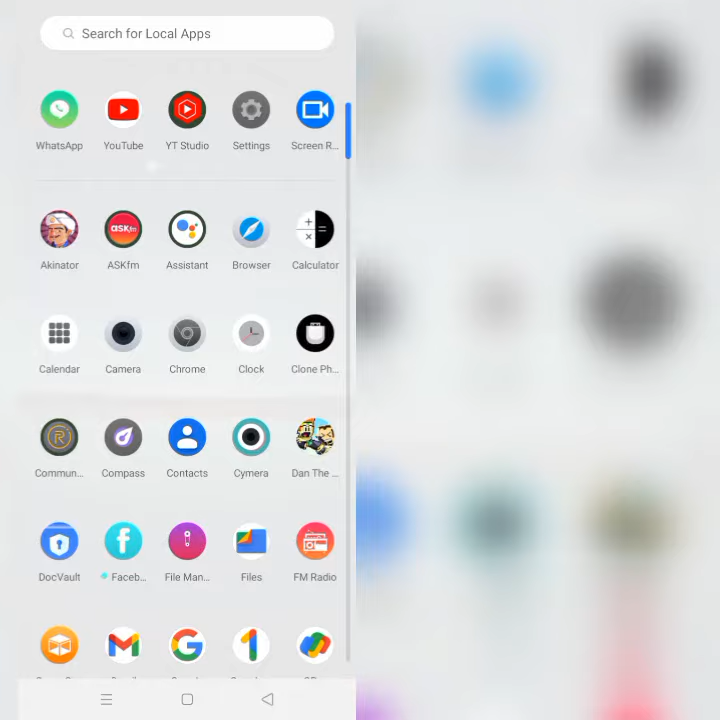 Search for Local Apps
WhatsApp YouTube YT Studio Settings Screen R...
ASKfm
Akinator ASKfm Assistant Browser Calculator
Calendar Camera Chrome Clock Clone Ph...
Commun... Compass Contacts Cymera Dan The ...
DocVault Faceb... File Man... Files FM Radio